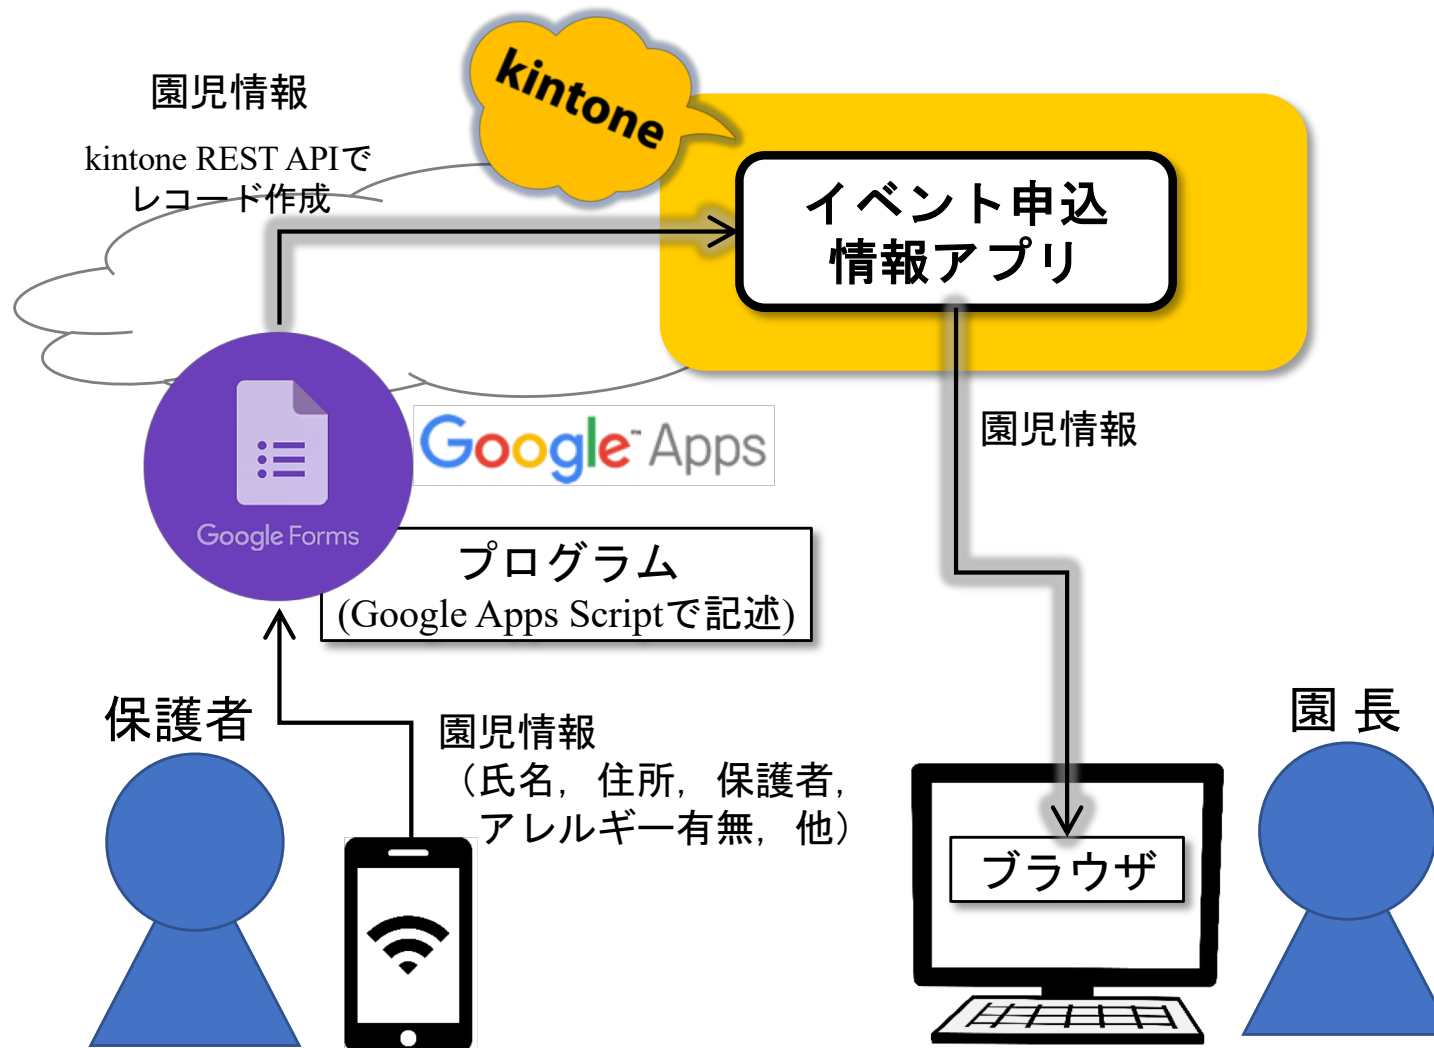 園児情報
kintone REST APIで
レコード作成
kintone
イベント申込
情報アプリ
Google™ Apps
園児情報
Google Forms
プログラム
(Google Apps Scriptで記述)
保護者
園児情報
（氏名，住所，保護者，
アレルギー有無，他）
園 長
ブラウザ